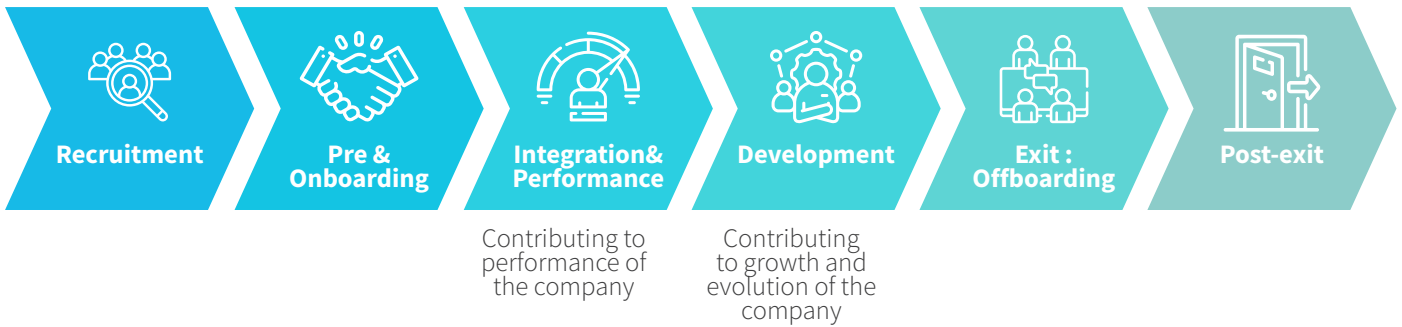 Recruitment
Pre &
Onboarding
Integration&
Performance
Development
Exit :
Offboarding
Post-exit
Contributing to
performance of
the company
Contributing
to growth and
evolution of the
company